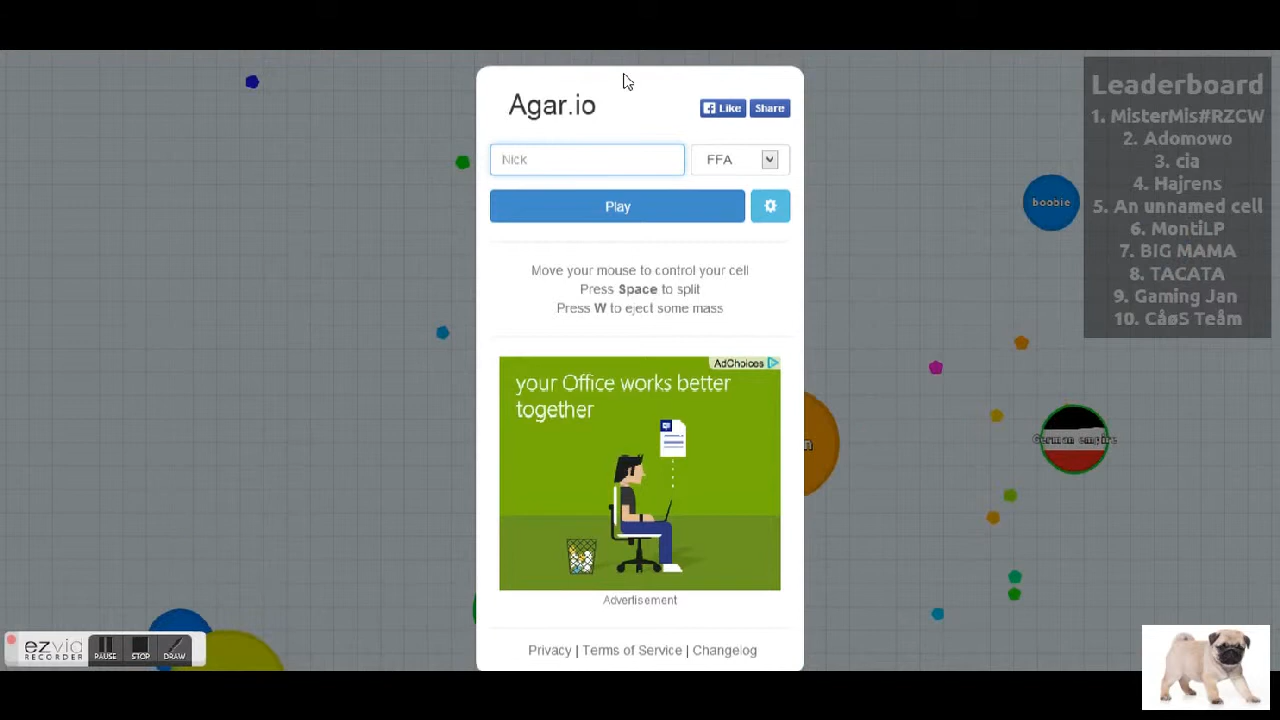 Agar.io
Like
Share
Nick
FFA
Play
Move your mouse to control your cell
Press Space to split
Press W to eject some mass
AdChoices
your Office works better
together
Advertisement
Privacy | Terms of Service | Changelog
Leaderboard
1. MisterMis#RZCW
2. Adomowo
3. cia
4. Hajrens
5. An unnamed cell
6. MontiLP
7. BIG MAMA
8. TACATA
9. Gaming Jan
10. CåøS Teåm
boobie
German empire
ezvid
RECORDER
PAUSE
STOP
DRAW